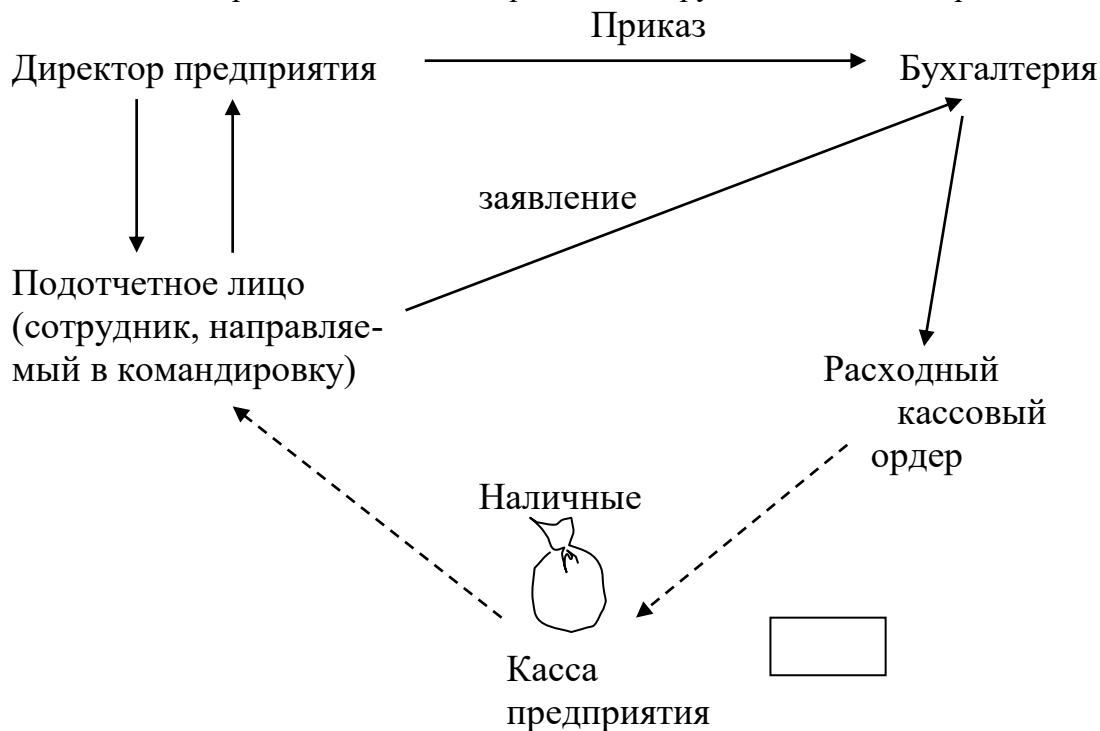 Приказ
Директор предприятия
Бухгалтерия
заявление
Подотчетное лицо
(сотрудник, направляе-
мый в командировку)
Расходный
кассовый
ордер
Наличные
Касса
предприятия